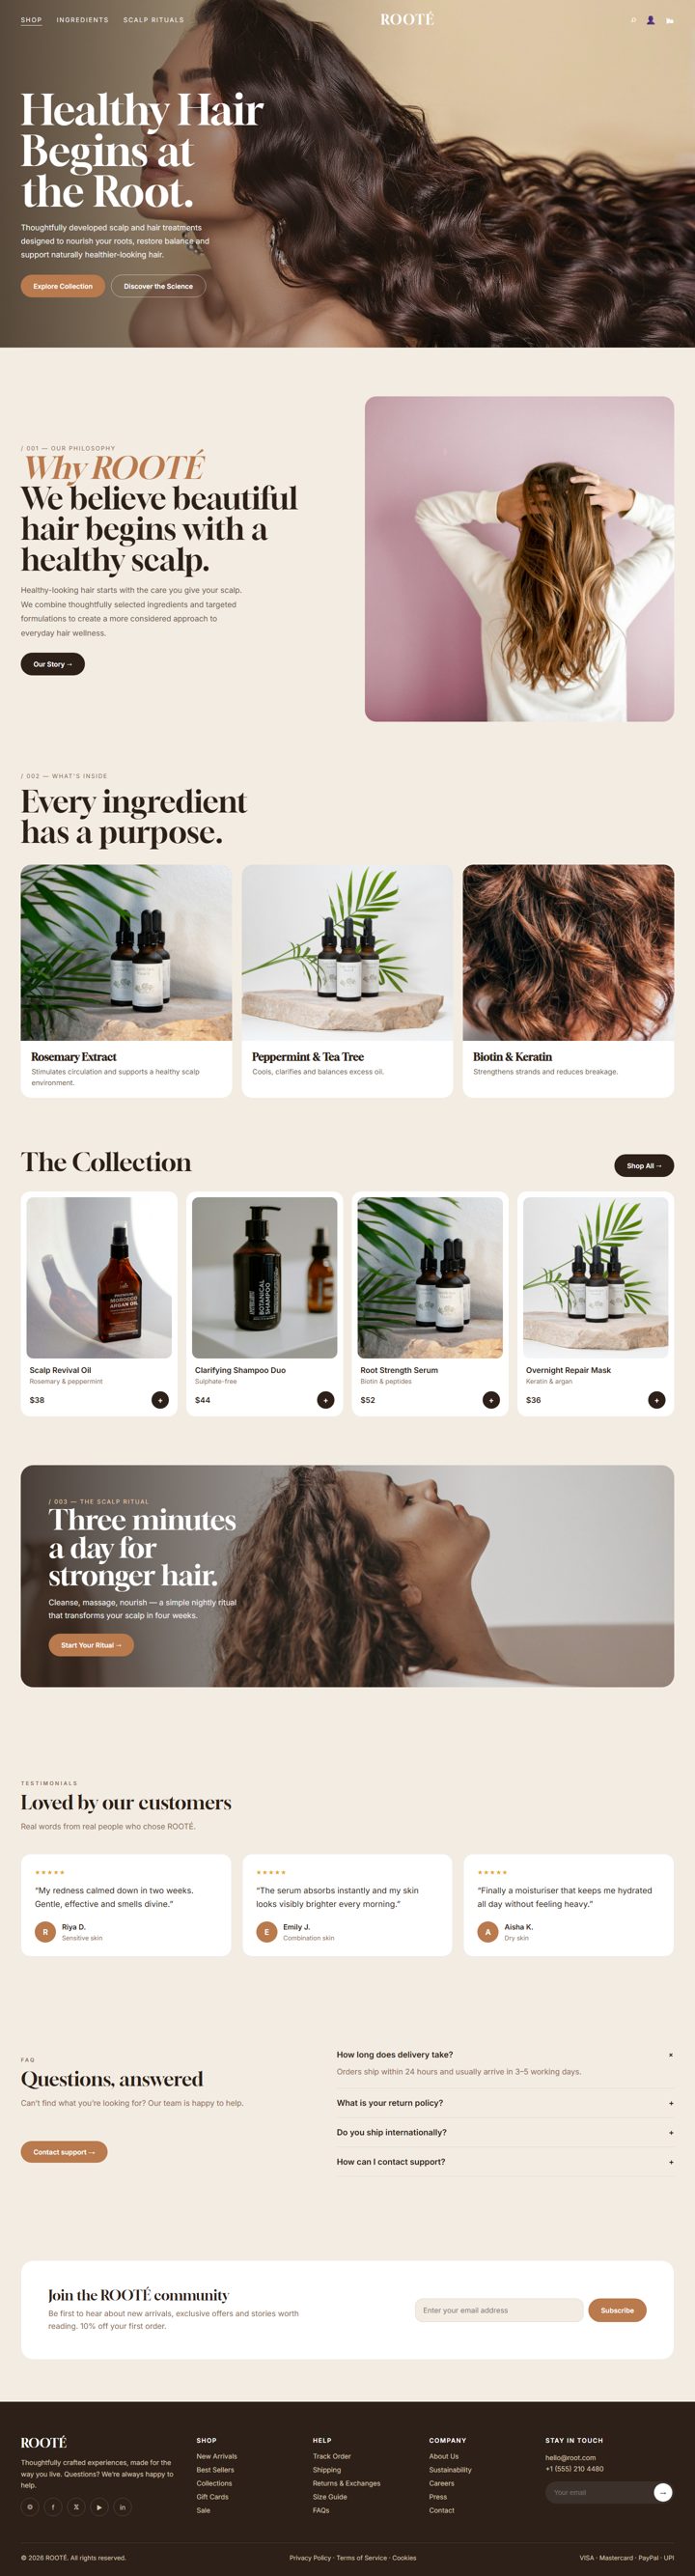 SHOP INGREDIENTS SCALP RITUALS
ROOTÉ
Healthy Hair
Begins at
the Root.
Thoughtfully developed scalp and hair treatments
designed to nourish your roots, restore balance and
support naturally healthier-looking hair.
Explore Collection
Discover the Science
/ 001 — OUR PHILOSOPHY
Why ROOTÉ
We believe beautiful
hair begins with a
healthy scalp.
Healthy-looking hair starts with the care you give your scalp.
We combine thoughtfully selected ingredients and targeted
formulations to create a more considered approach to
everyday hair wellness.
Our Story →
/ 002 — WHAT'S INSIDE
Every ingredient
has a purpose.
Rosemary Extract
Stimulates circulation and supports a healthy scalp
environment.
Peppermint & Tea Tree
Cools, clarifies and balances excess oil.
Biotin & Keratin
Strengthens strands and reduces breakage.
The Collection
Shop All →
PREMIUM
MOROCCO
ARGAN OIL
BOTANICAL
SHAMPOO
Scalp Revival Oil
Rosemary & peppermint
$38
+
Clarifying Shampoo Duo
Sulphate-free
$44
+
Root Strength Serum
Biotin & peptides
$52
+
Overnight Repair Mask
Keratin & argan
$36
+
/ 003 — THE SCALP RITUAL
Three minutes
a day for
stronger hair.
Cleanse, massage, nourish — a simple nightly ritual
that transforms your scalp in four weeks.
Start Your Ritual →
TESTIMONIALS
Loved by our customers
Real words from real people who chose ROOTÉ.
★★★★★
“My redness calmed down in two weeks.
Gentle, effective and smells divine.”
R
Riya D.
Sensitive skin
★★★★★
“The serum absorbs instantly and my skin
looks visibly brighter every morning.”
E
Emily J.
Combination skin
★★★★★
“Finally a moisturiser that keeps me hydrated
all day without feeling heavy.”
A
Aisha K.
Dry skin
FAQ
Questions, answered
Can't find what you're looking for? Our team is happy to help.
Contact support →
How long does delivery take? ×
Orders ship within 24 hours and usually arrive in 3–5 working days.
What is your return policy? +
Do you ship internationally? +
How can I contact support? +
Join the ROOTÉ community
Be first to hear about new arrivals, exclusive offers and stories worth
reading. 10% off your first order.
Enter your email address
Subscribe
ROOTÉ
Thoughtfully crafted experiences, made for the
way you live. Questions? We're always happy to
help.
f 𝕏 ▶ in
SHOP
New Arrivals
Best Sellers
Collections
Gift Cards
Sale
HELP
Track Order
Shipping
Returns & Exchanges
Size Guide
FAQs
COMPANY
About Us
Sustainability
Careers
Press
Contact
STAY IN TOUCH
hello@root.com
+1 (555) 210 4480
Your email
→
© 2026 ROOTÉ. All rights reserved.
Privacy Policy · Terms of Service · Cookies
VISA · Mastercard · PayPal · UPI